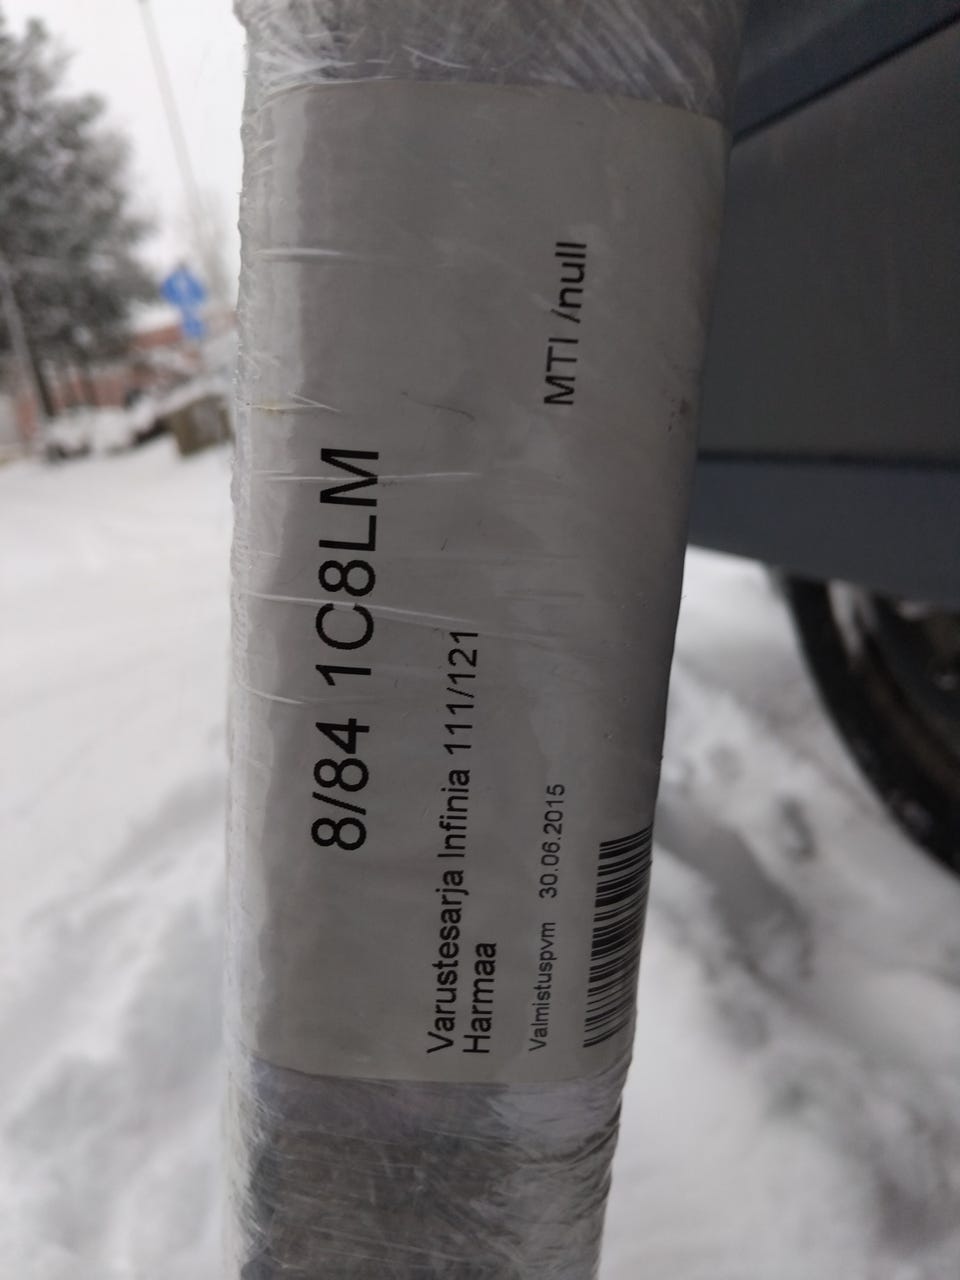 8/84 1C8LM
Varustesarja Infinia 111/121
Harmaa
MTI /null
Valmistuspvm 30.06.2015